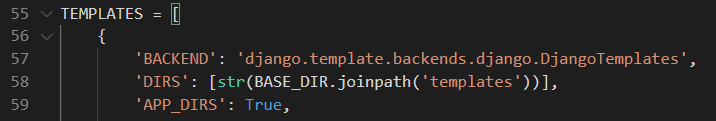 55 TEMPLATES = [
56 {
57 'BACKEND': 'django.template.backends.django.DjangoTemplates',
58 'DIRS': [str(BASE_DIR.joinpath('templates'))],
59 'APP_DIRS': True,